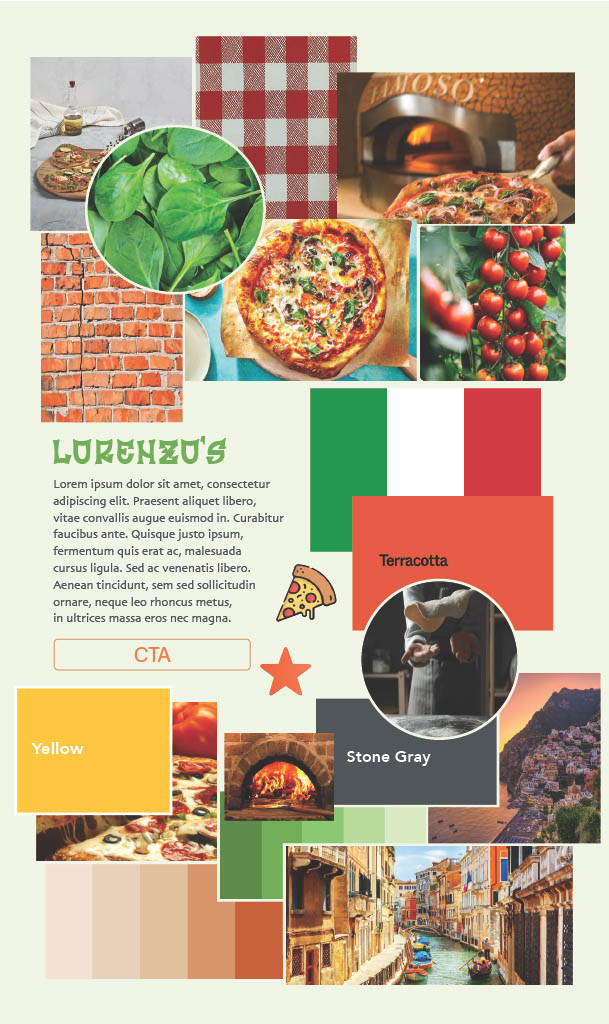 FAMOSO
LORENZO'S
Lorem ipsum dolor sit amet, consectetur
adipiscing elit. Praesent aliquet libero,
vitae convallis augue euismod in. Curabitur
faucibus ante. Quisque justo ipsum,
fermentum quis erat ac, malesuada
cursus ligula. Sed ac venenatis libero.
Aenean tincidunt, sem sed sollicitudin
ornare, neque leo rhoncus metus,
in ultrices massa eros nec magna.
CTA
Terracotta
Yellow
Stone Gray